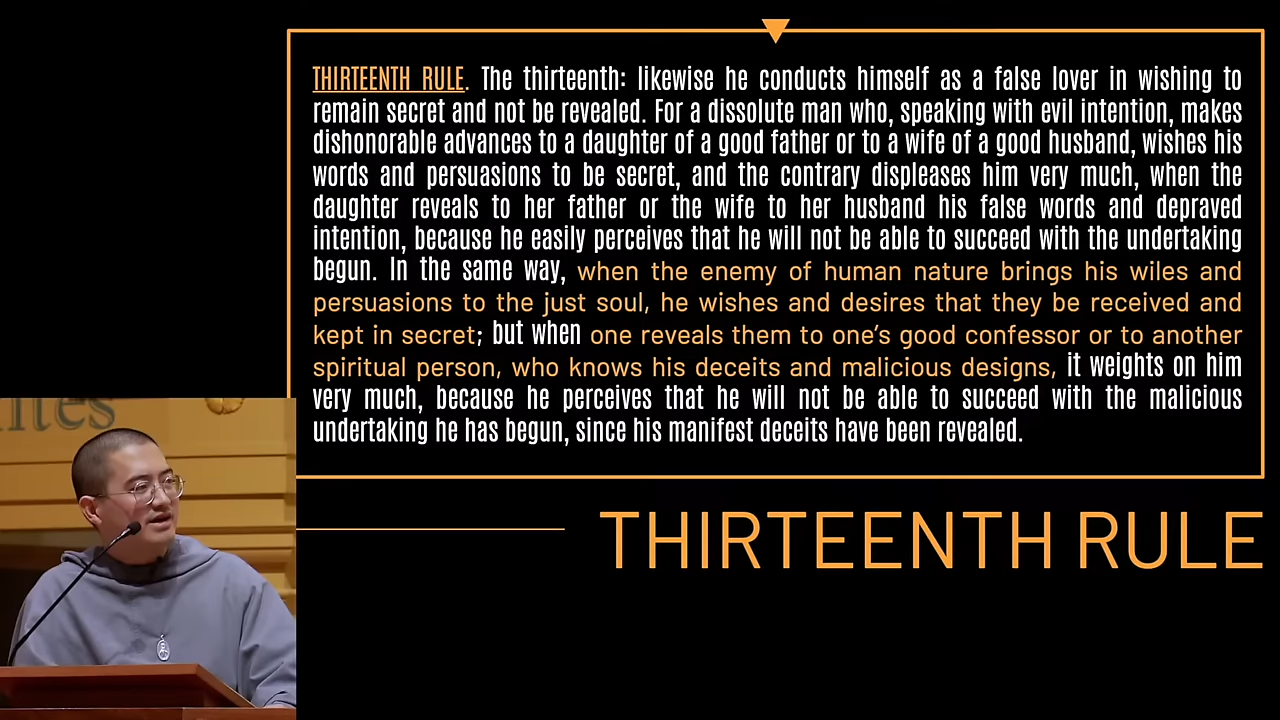 THIRTEENTH RULE. The thirteenth: likewise he conducts himself as a false lover in wishing to
remain secret and not be revealed. For a dissolute man who, speaking with evil intention, makes
dishonorable advances to a daughter of a good father or to a wife of a good husband, wishes his
words and persuasions to be secret, and the contrary displeases him very much, when the
daughter reveals to her father or the wife to her husband his false words and depraved
intention, because he easily perceives that he will not be able to succeed with the undertaking
begun. In the same way, when the enemy of human nature brings his wiles and
persuasions to the just soul, he wishes and desires that they be received and
kept in secret; but when one reveals them to one's good confessor or to another
spiritual person, who knows his deceits and malicious designs, it weights on him
very much, because he perceives that he will not be able to succeed with the malicious
undertaking he has begun, since his manifest deceits have been revealed.
THIRTEENTH RULE